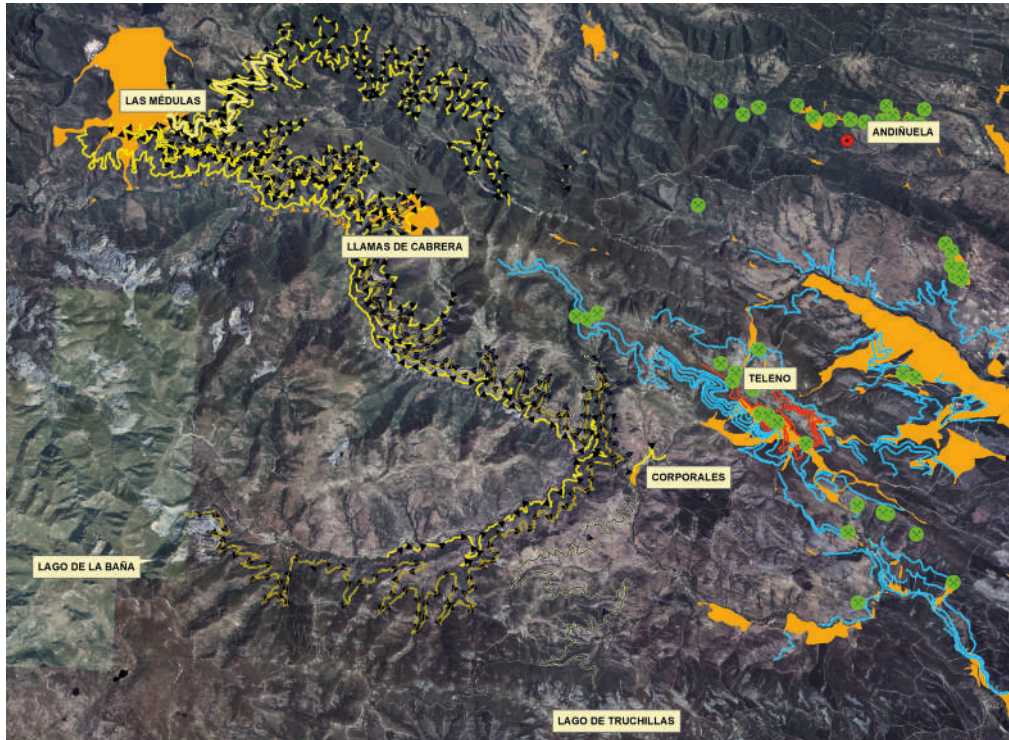 LAS MÉDULAS
ANDIÑUELA
LLAMAS DE CABRERA
TELENO
CORPORALES
LAGO DE LA BAÑA
LAGO DE TRUCHILLAS